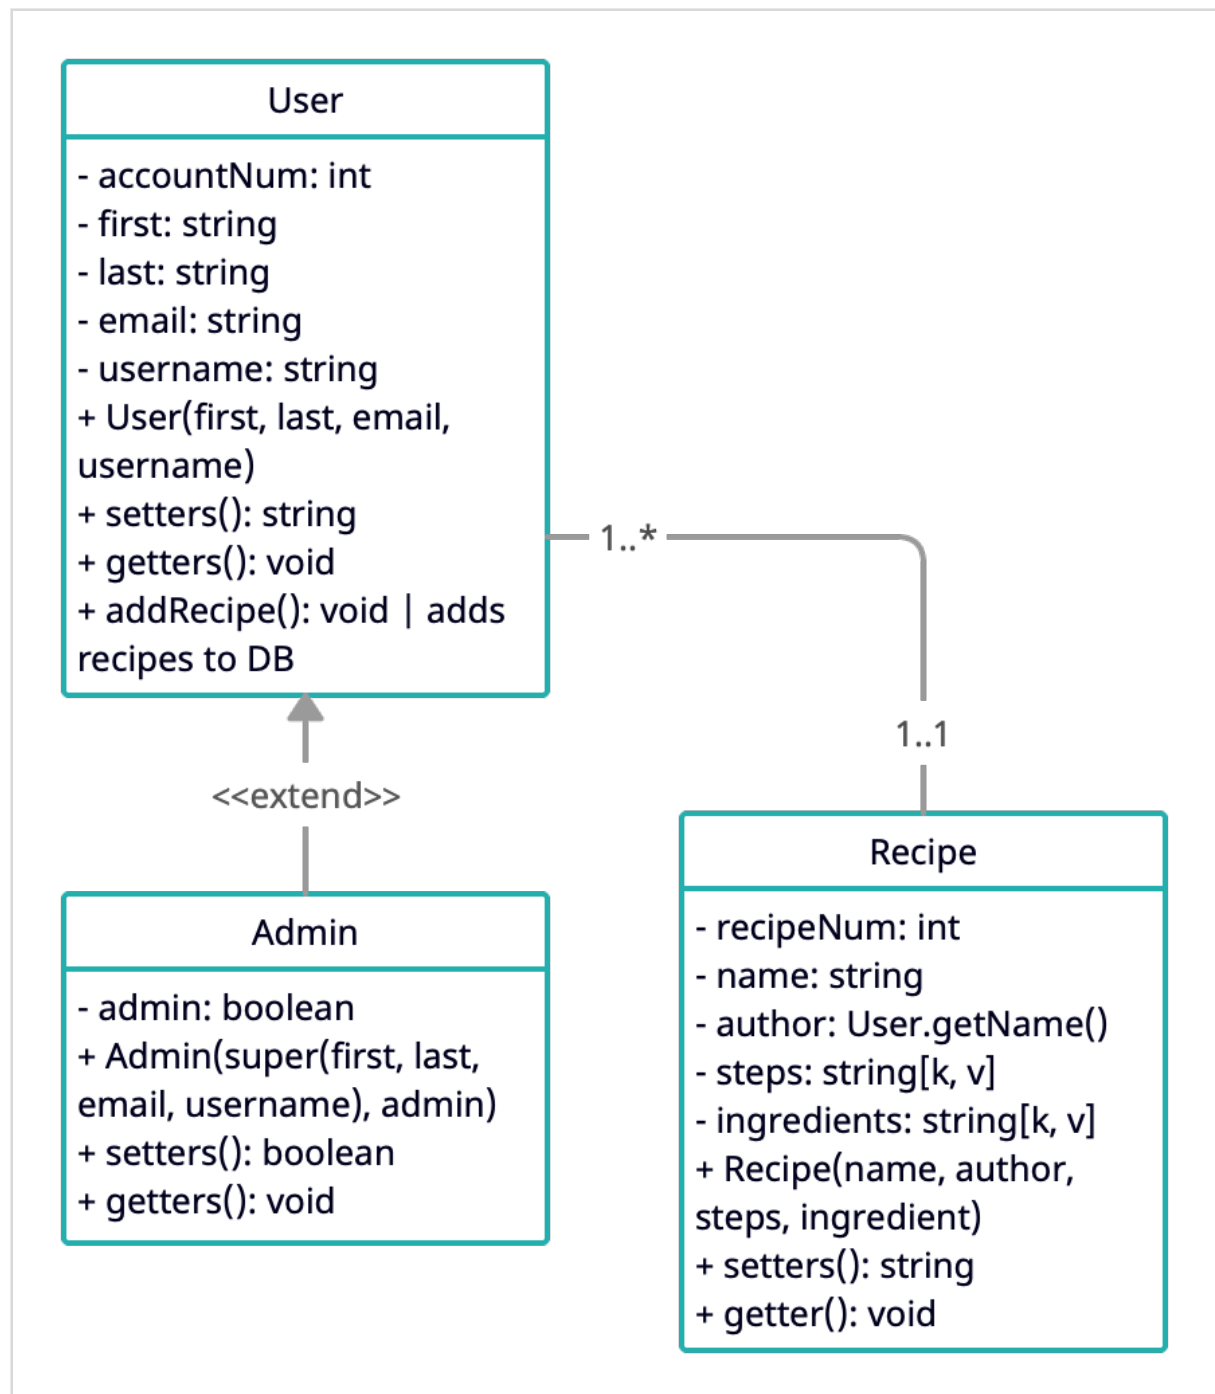 User
- accountNum: int
- first: string
- last: string
- email: string
- username: string
+ User(first, last, email,
username)
+ setters(): string
+ getters(): void
+ addRecipe(): void | adds
recipes to DB
1..*
1..1
<<extend>>
Admin
- admin: boolean
+ Admin(super(first, last,
email, username), admin)
+ setters(): boolean
+ getters(): void
Recipe
- recipeNum: int
- name: string
- author: User.getName()
- steps: string[k, v]
- ingredients: string[k, v]
+ Recipe(name, author,
steps, ingredient)
+ setters(): string
+ getter(): void